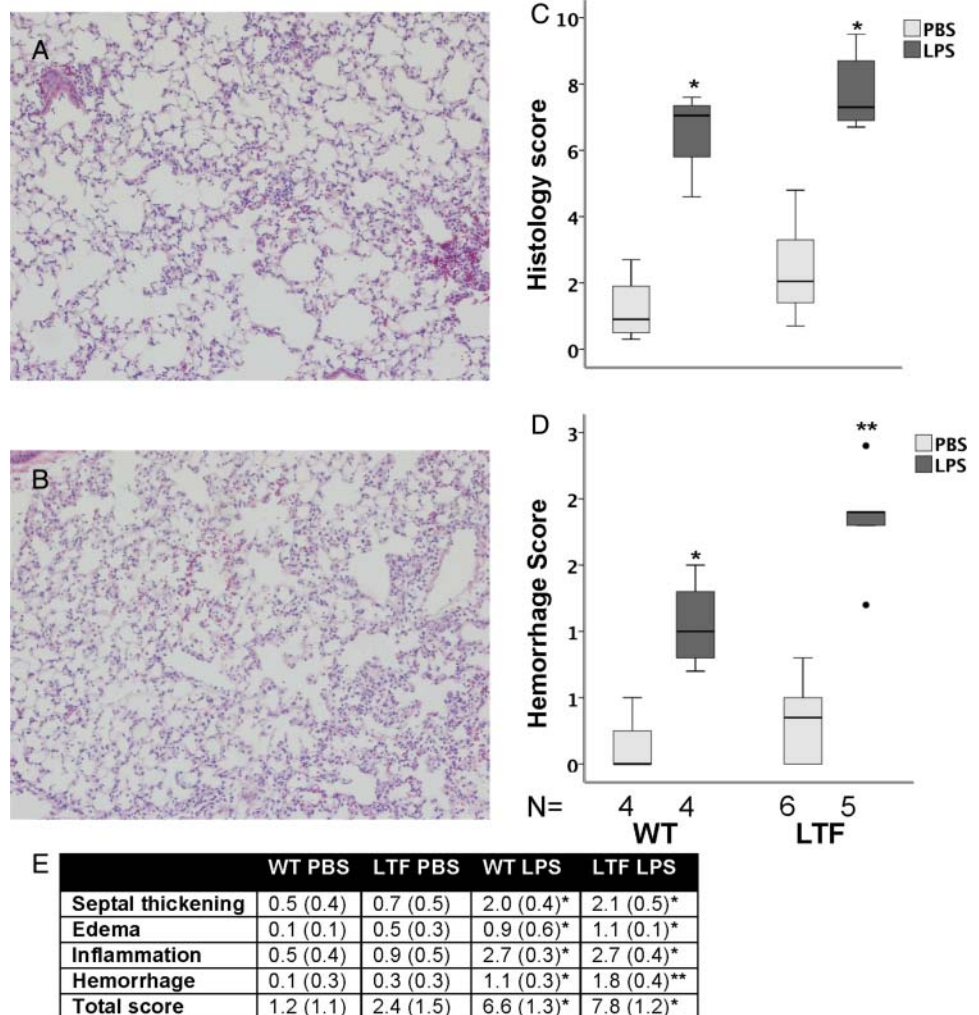 A
B
C
10
8
6
4
2
0
Histology score
*
*
PBS
LPS
D
3
2
2
1
1
0
Hemorrhage Score
*
**
PBS
LPS
N= 4 4 6 5
WT LTF
E
WT PBS LTF PBS WT LPS LTF LPS
Septal thickening 0.5 (0.4) 0.7 (0.5) 2.0 (0.4)* 2.1 (0.5)*
Edema 0.1 (0.1) 0.5 (0.3) 0.9 (0.6)* 1.1 (0.1)*
Inflammation 0.5 (0.4) 0.9 (0.5) 2.7 (0.3)* 2.7 (0.4)*
Hemorrhage 0.1 (0.3) 0.3 (0.3) 1.1 (0.3)* 1.8 (0.4)**
Total score 1.2 (1.1) 2.4 (1.5) 6.6 (1.3)* 7.8 (1.2)*